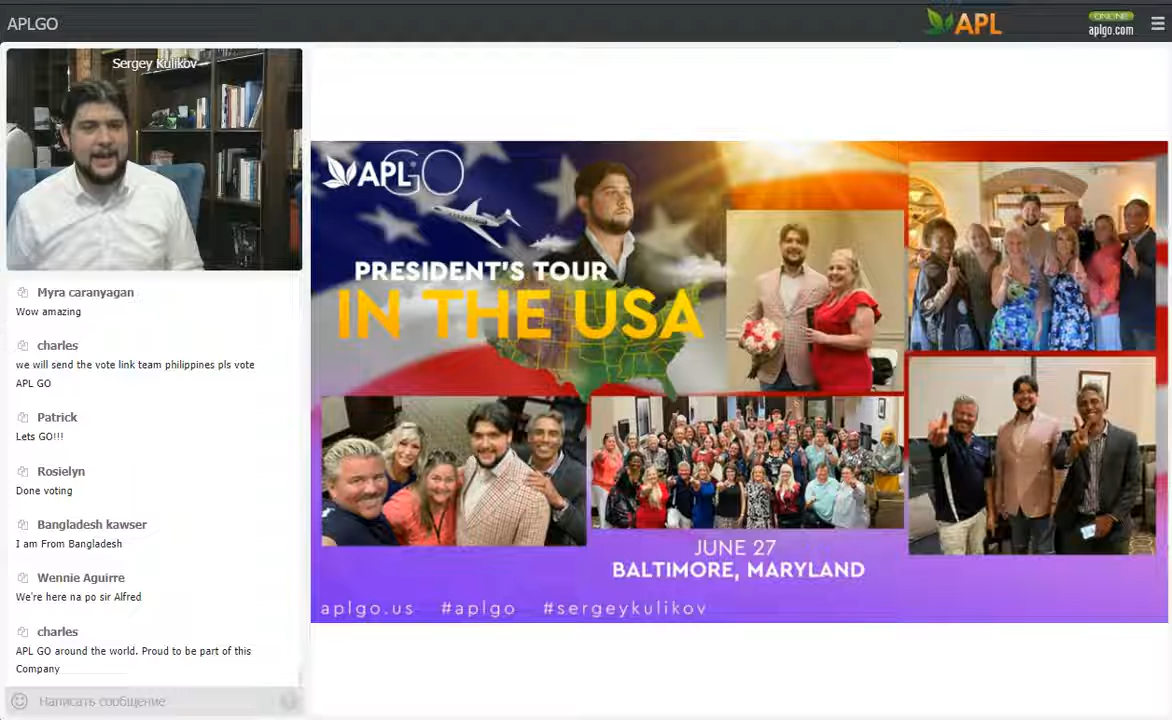 APLGO
APL
ONLINE
aplgo.com
Sergey Kulikov
Myra caranyagan
Wow amazing
charles
we will send the vote link team philippines pls vote
APL GO
Patrick
Lets GO!!!
Rosielyn
Done voting
Bangladesh kawser
I am From Bangladesh
Wennie Aguirre
We're here na po sir Alfred
charles
APL GO around the world. Proud to be part of this
Company
Написать сообщение
APLGO
PRESIDENT'S TOUR
IN THE USA
JUNE 27
BALTIMORE, MARYLAND
aplgo.us #aplgo #sergeykulikov